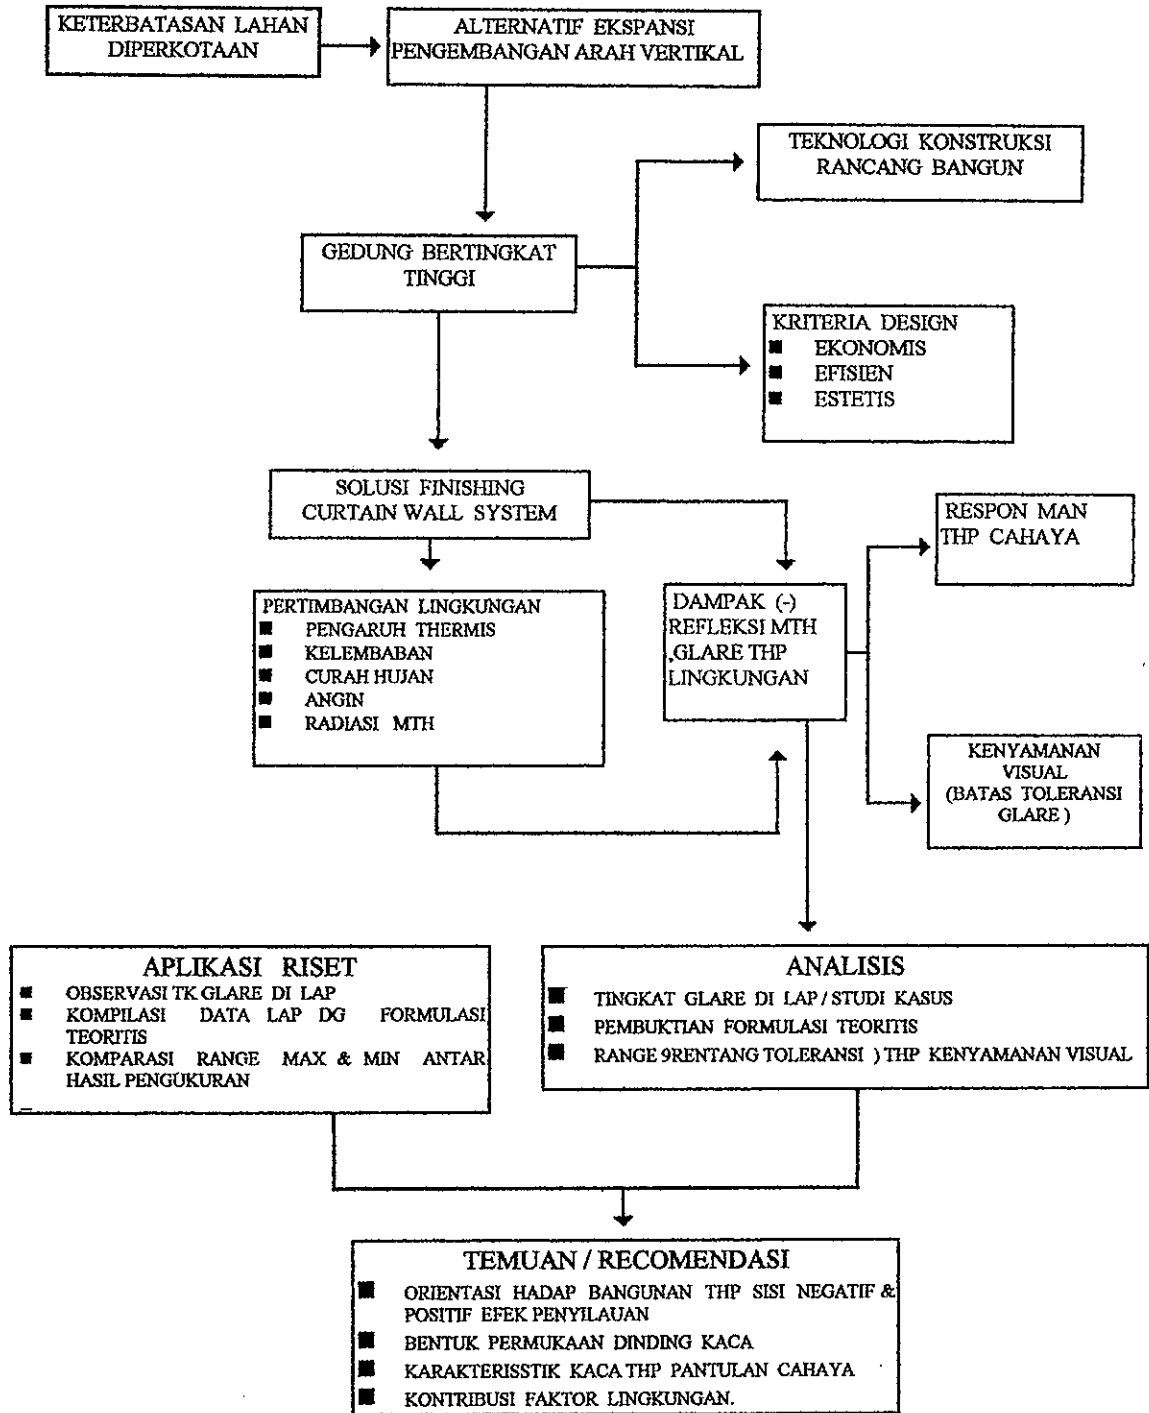 KETERBATASAN LAHAN
DIPERKOTAAN
ALTERNATIF EKSPANSI
PENGEMBANGAN ARAH VERTIKAL
TEKNOLOGI KONSTRUKSI
RANCANG BANGUN
GEDUNG BERTINGKAT
TINGGI
KRITERIA DESIGN
■ EKONOMIS
■ EFISIEN
■ ESTETIS
SOLUSI FINISHING
CURTAIN WALL SYSTEM
RESPON MAN
THP CAHAYA
PERTIMBANGAN LINGKUNGAN
■ PENGARUH THERMIS
■ KELEMBABAN
■ CURAH HUJAN
■ ANGIN
■ RADIASI MTH
DAMPAK (-)
REFLEKSI MTH
,GLARE THP
LINGKUNGAN
KENYAMANAN
VISUAL
(BATAS TOLERANSI
GLARE )
APLIKASI RISET
■ OBSERVASI TK GLARE DI LAP
■ KOMPILASI DATA LAP DG FORMULASI
TEORITIS
■ KOMPARASI RANGE MAX & MIN ANTAR
HASIL PENGUKURAN
ANALISIS
■ TINGKAT GLARE DI LAP / STUDI KASUS
■ PEMBUKTIAN FORMULASI TEORITIS
■ RANGE 9RENTANG TOLERANSI ) THP KENYAMANAN VISUAL
TEMUAN / RECOMENDASI
■ ORIENTASI HADAP BANGUNAN THP SISI NEGATIF &
POSITIF EFEK PENYILAUAN
■ BENTUK PERMUKAAN DINDING KACA
■ KARAKTERISSTIK KACA THP PANTULAN CAHAYA
■ KONTRIBUSI FAKTOR LINGKUNGAN.